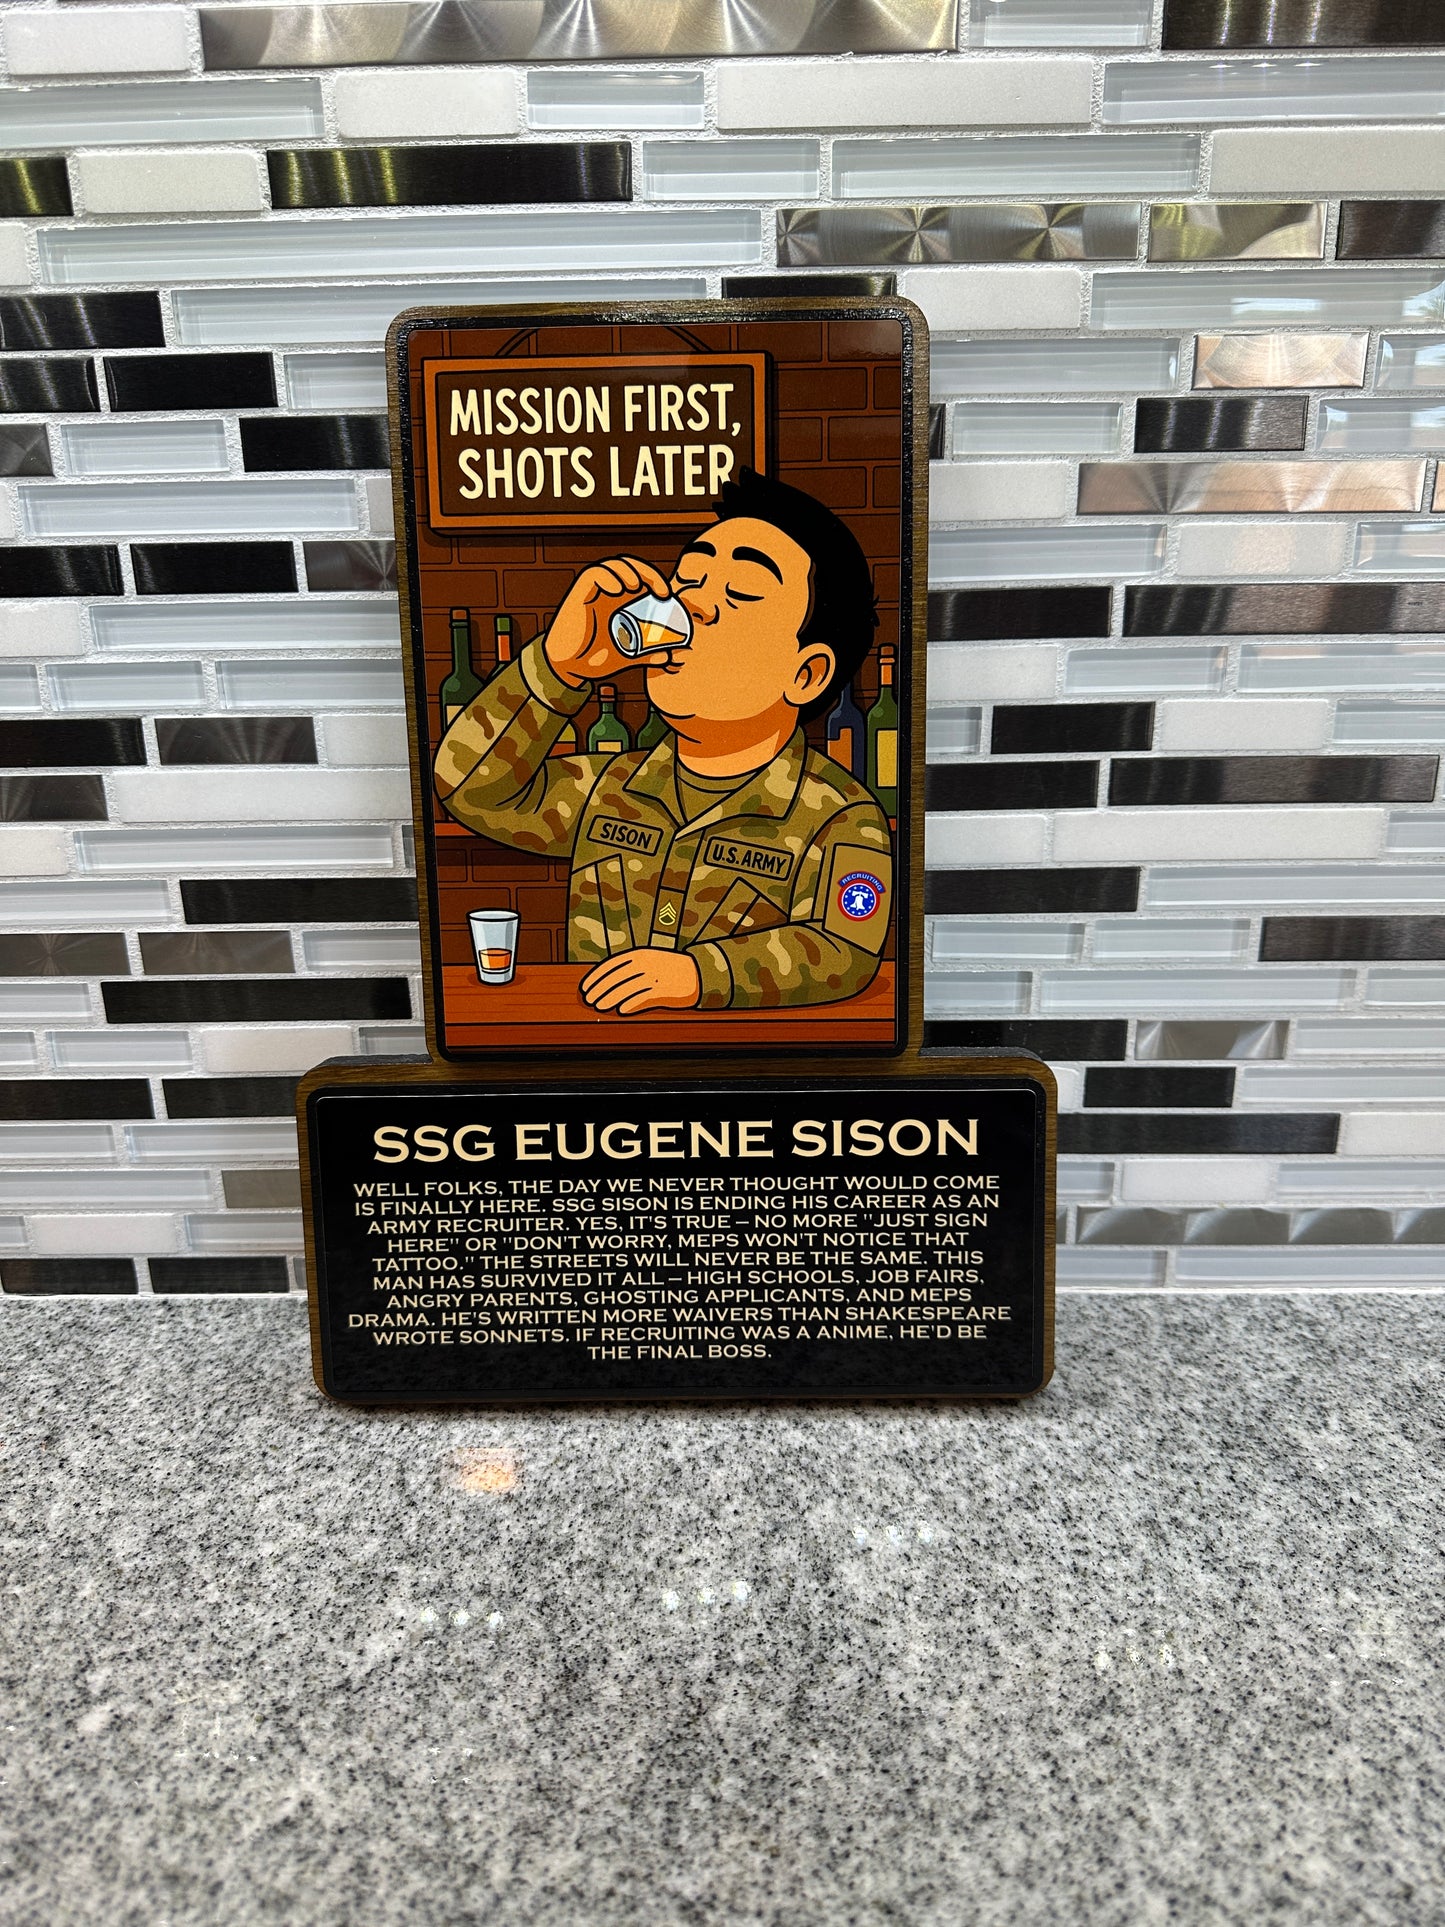 MISSION FIRST,
SHOTS LATER
SISON
U.S. ARMY
RECRUITING
SSG EUGENE SISON
WELL FOLKS, THE DAY WE NEVER THOUGHT WOULD COME
IS FINALLY HERE. SSG SISON IS ENDING HIS CAREER AS AN
ARMY RECRUITER. YES, IT'S TRUE – NO MORE "JUST SIGN
HERE" OR "DON'T WORRY, MEPS WON'T NOTICE THAT
TATTOO." THE STREETS WILL NEVER BE THE SAME. THIS
MAN HAS SURVIVED IT ALL – HIGH SCHOOLS, JOB FAIRS,
ANGRY PARENTS, GHOSTING APPLICANTS, AND MEPS
DRAMA. HE'S WRITTEN MORE WAIVERS THAN SHAKESPEARE
WROTE SONNETS. IF RECRUITING WAS A ANIME, HE'D BE
THE FINAL BOSS.